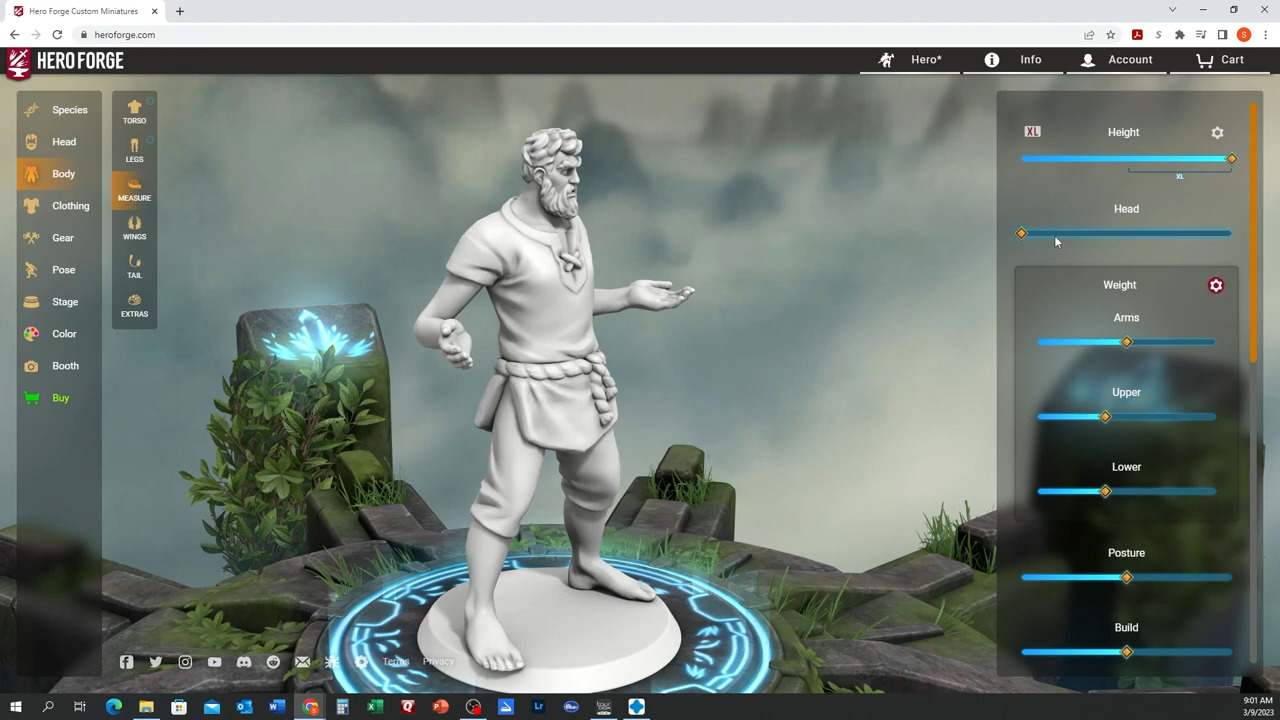 Hero Forge Custom Miniatures
heroforge.com
HERO FORGE
Hero*
Info
Account
Cart
Species
Head
Body
Clothing
Gear
Pose
Stage
Color
Booth
Buy
TORSO
LEGS
MEASURE
WINGS
TAIL
EXTRAS
XL
Height
XL
Head
Weight
Arms
Upper
Lower
Posture
Build
Terms
Privacy
9:01 AM
3/9/2023